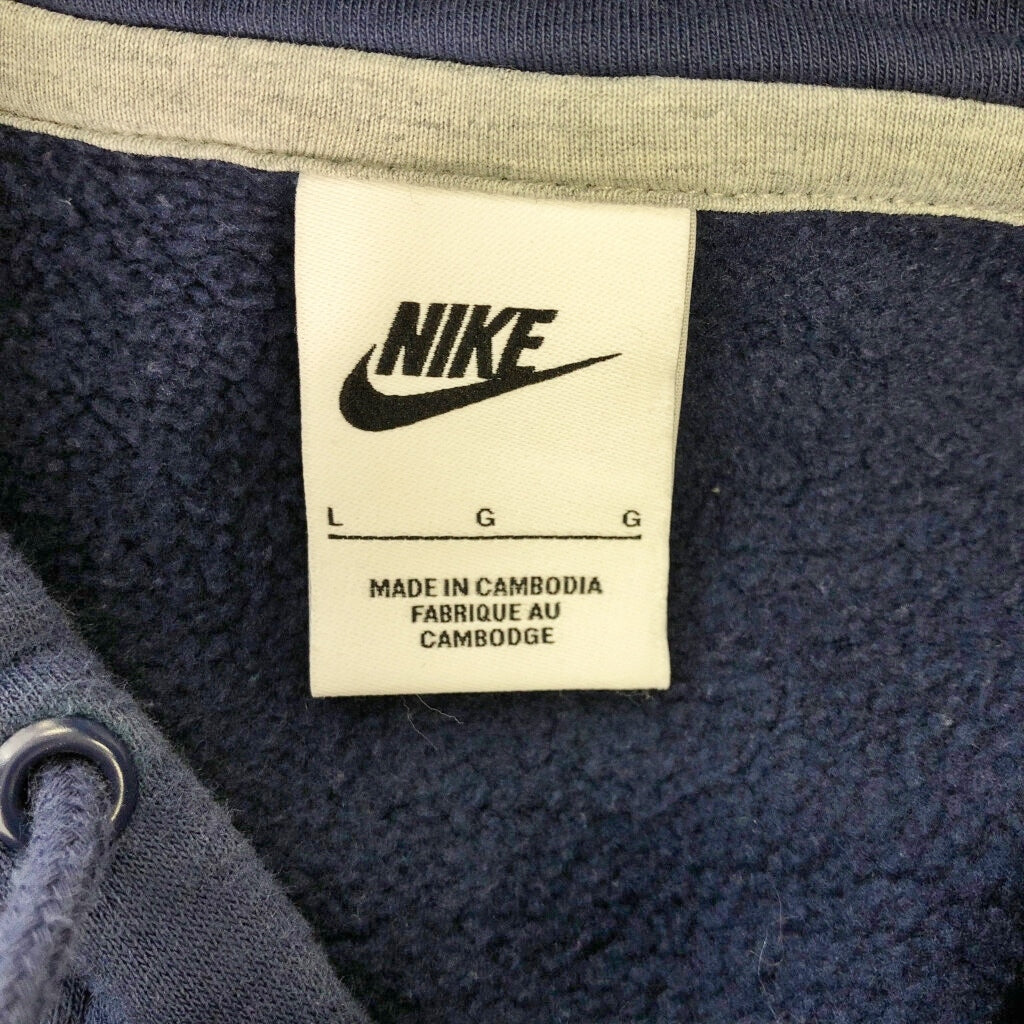 NIKE
L G G
MADE IN CAMBODIA
FABRIQUE AU
CAMBODGE